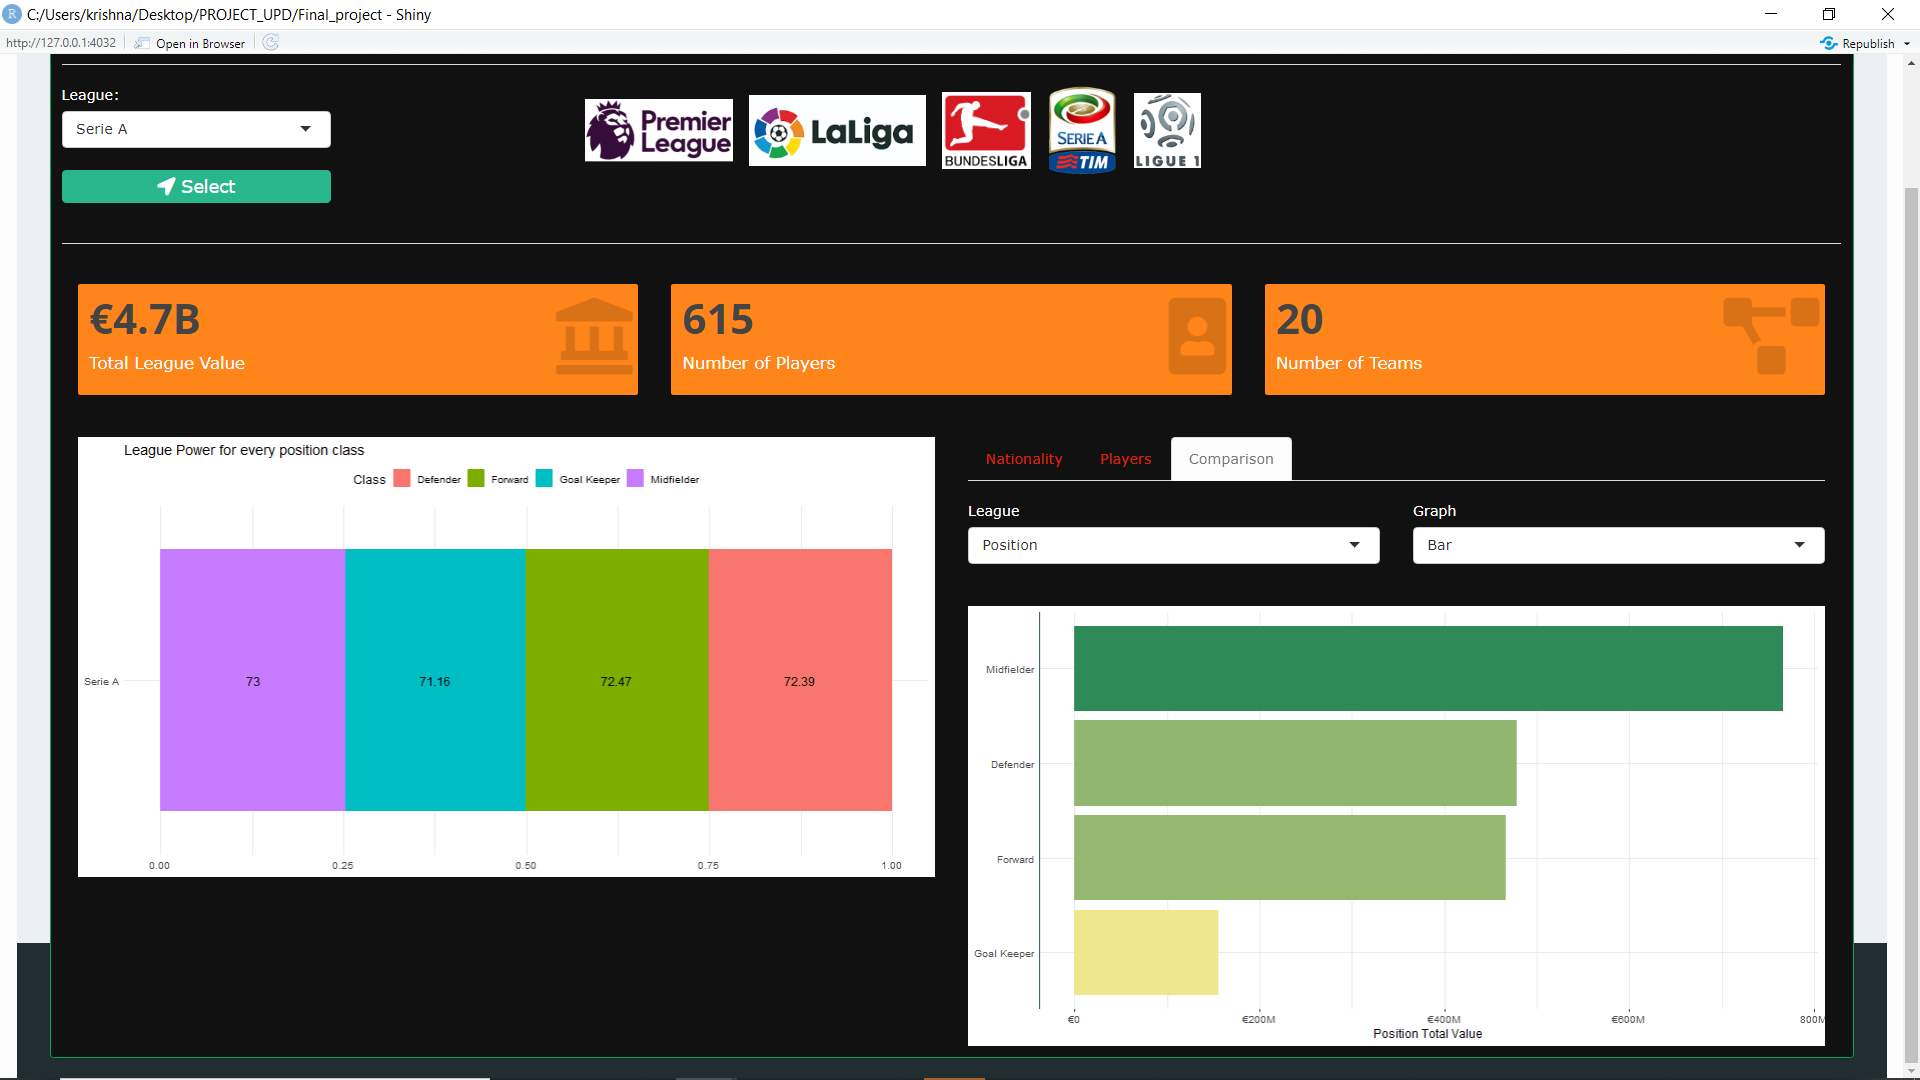 R C:/Users/krishna/Desktop/PROJECT_UPD/Final_project - Shiny
http://127.0.0.1:4032 Open in Browser Republish
League:
Serie A
Select
Premier League
LaLiga
BUNDESLIGA
SERIE A
TIM
LIGUE 1
€4.7B
Total League Value
615
Number of Players
20
Number of Teams
League Power for every position class
Class Defender Forward Goal Keeper Midfielder
Serie A 73 71.16 72.47 72.39
0.00 0.25 0.50 0.75 1.00
Nationality Players Comparison
League Graph
Position Bar
Midfielder
Defender
Forward
Goal Keeper
€0 €200M €400M €600M 800M
Position Total Value